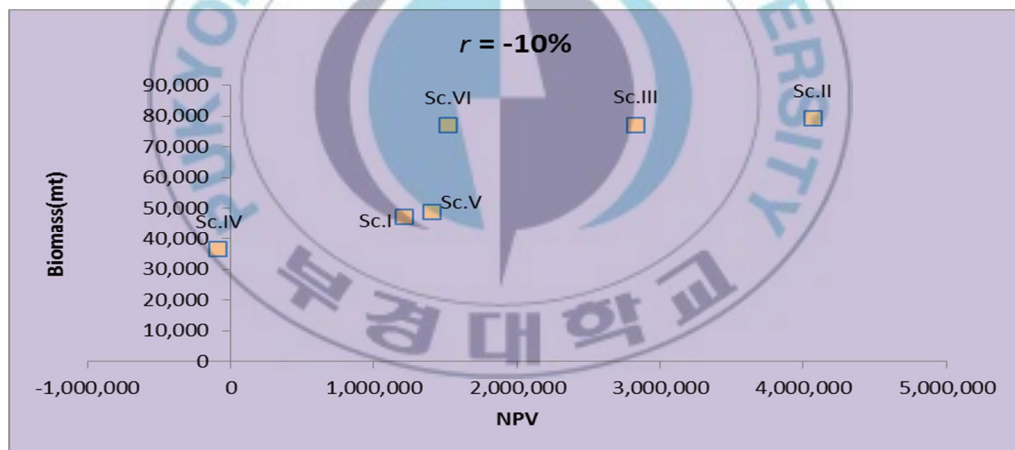 r = -10%
90,000
80,000
70,000
60,000
50,000
40,000
30,000
20,000
10,000
0
Biomass(mt)
Sc.VI
Sc.III
Sc.II
Sc.V
Sc.I
Sc.IV
-1,000,000 0 1,000,000 2,000,000 3,000,000 4,000,000 5,000,000
NPV
부경대학교